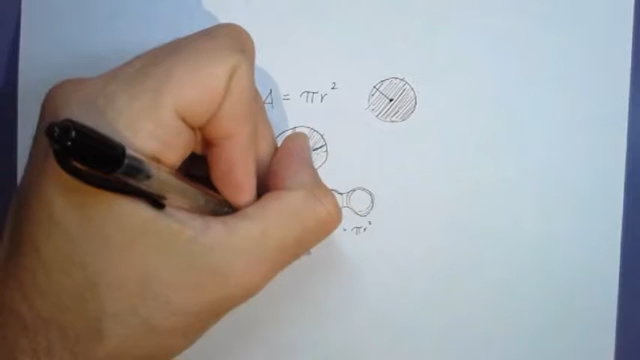 A = πr²
= πr²